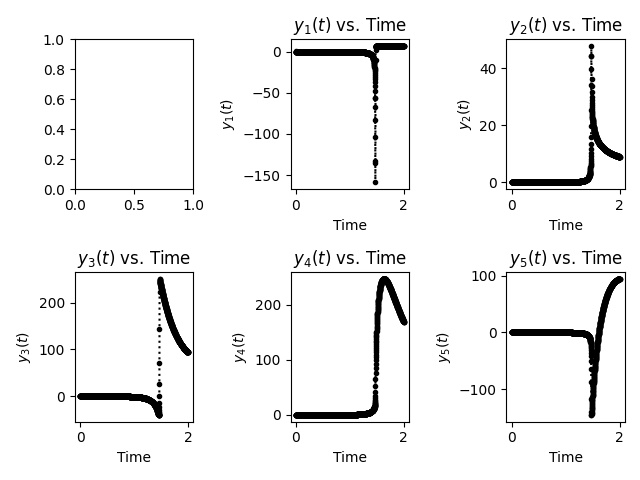 1.0
0.8
0.6
0.4
0.2
0.0
0.0 0.5 1.0
y₁(t) vs. Time
y₁(t)
0
−50
−100
−150
0 2
Time
y₂(t) vs. Time
y₂(t)
40
20
0
0 2
Time
y₃(t) vs. Time
y₃(t)
200
100
0
0 2
Time
y₄(t) vs. Time
y₄(t)
200
100
0
0 2
Time
y₅(t) vs. Time
y₅(t)
100
0
−100
0 2
Time